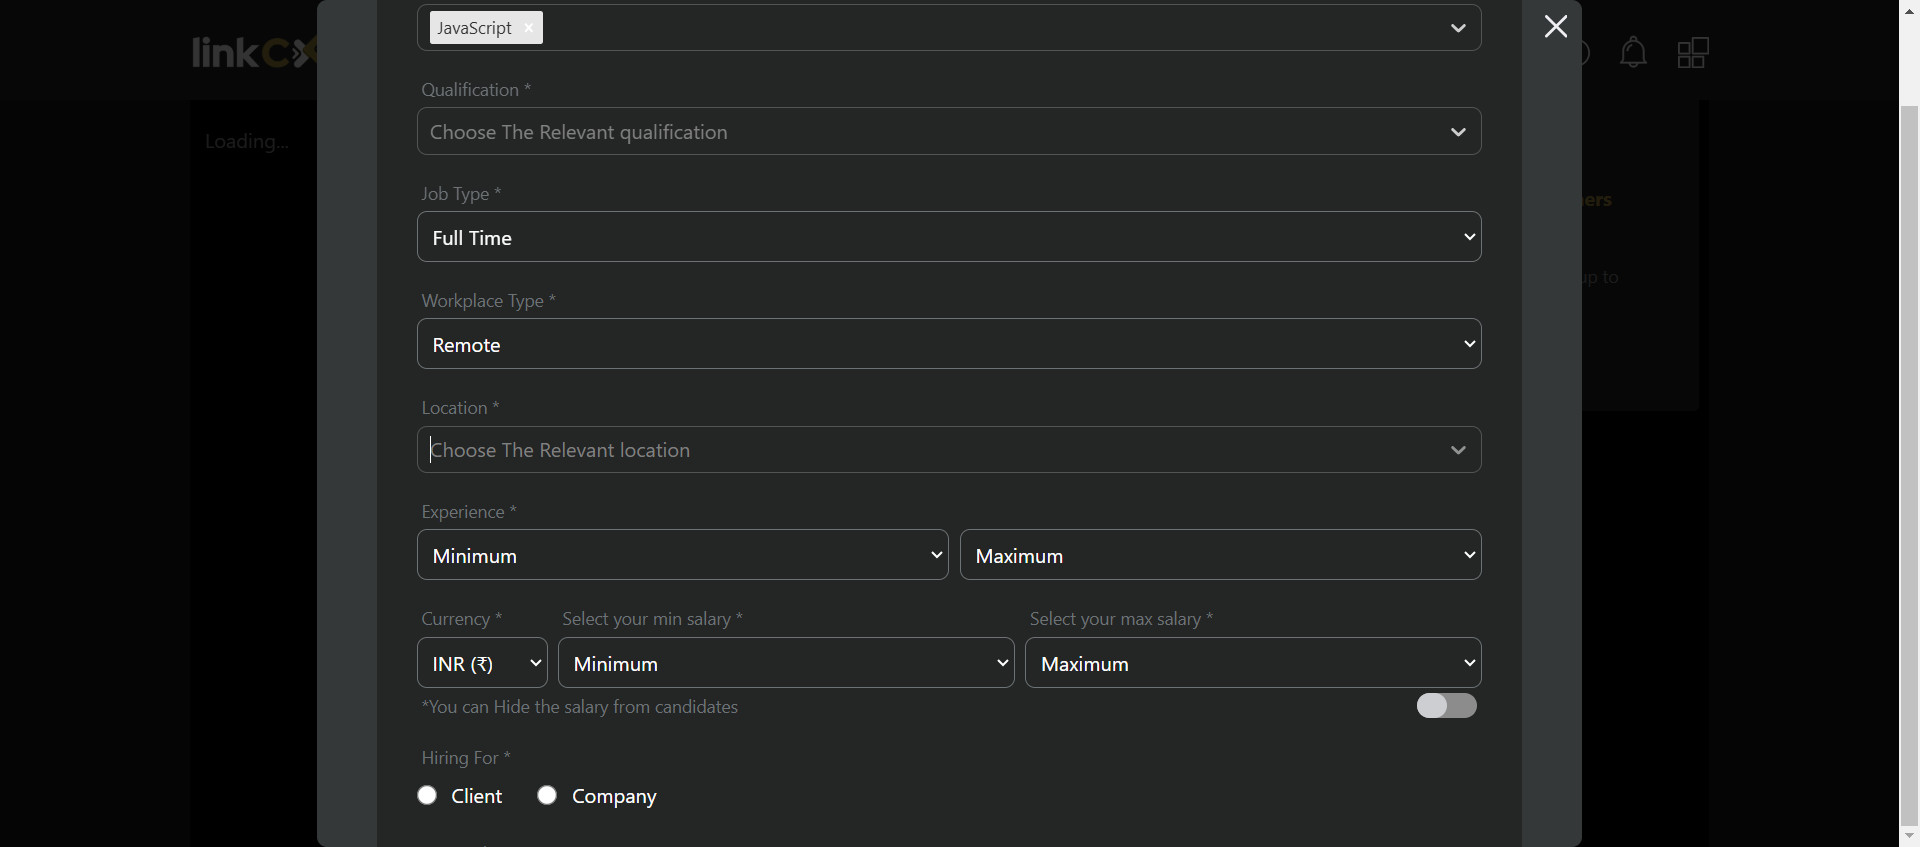 JavaScript ×
linkCX
Qualification *
Choose The Relevant qualification
Loading...
Job Type *
ers
Full Time
up to
Workplace Type *
Remote
Location *
Choose The Relevant location
Experience *
Minimum Maximum
Currency * Select your min salary * Select your max salary *
INR (₹) Minimum Maximum
*You can Hide the salary from candidates
Hiring For *
Client Company